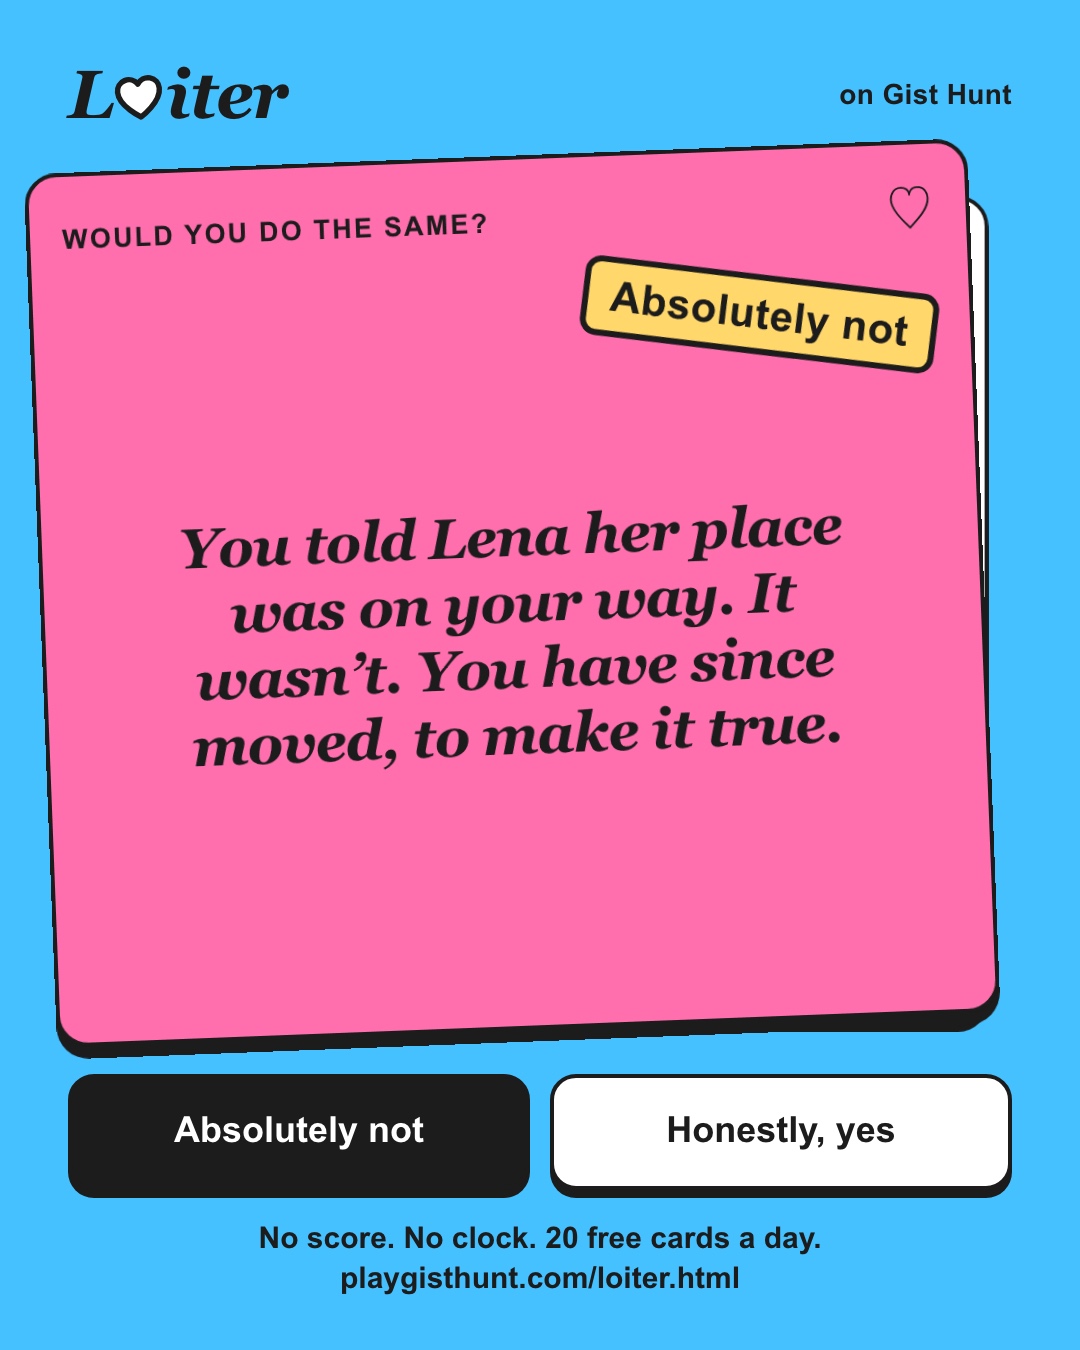 Loiter
on Gist Hunt
WOULD YOU DO THE SAME?
Absolutely not
You told Lena her place
was on your way. It
wasn’t. You have since
moved, to make it true.
Absolutely not
Honestly, yes
No score. No clock. 20 free cards a day.
playgisthunt.com/loiter.html